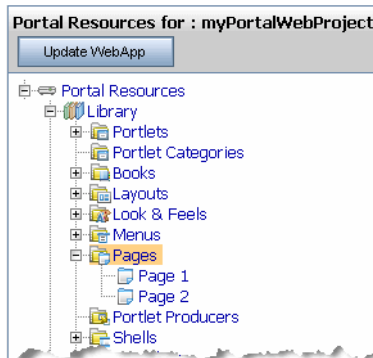 Portal Resources for : myPortalWebProject
Update WebApp
Portal Resources
Library
Portlets
Portlet Categories
Books
Layouts
Look & Feels
Menus
Pages
Page 1
Page 2
Portlet Producers
Shells